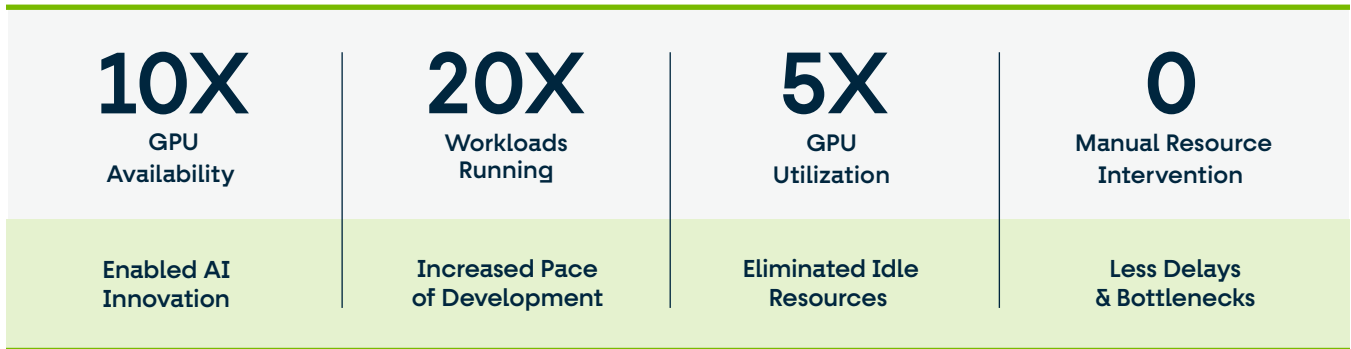 10X
GPU
Availability
Enabled AI
Innovation
20X
Workloads
Running
Increased Pace
of Development
5X
GPU
Utilization
Eliminated Idle
Resources
0
Manual Resource
Intervention
Less Delays
& Bottlenecks